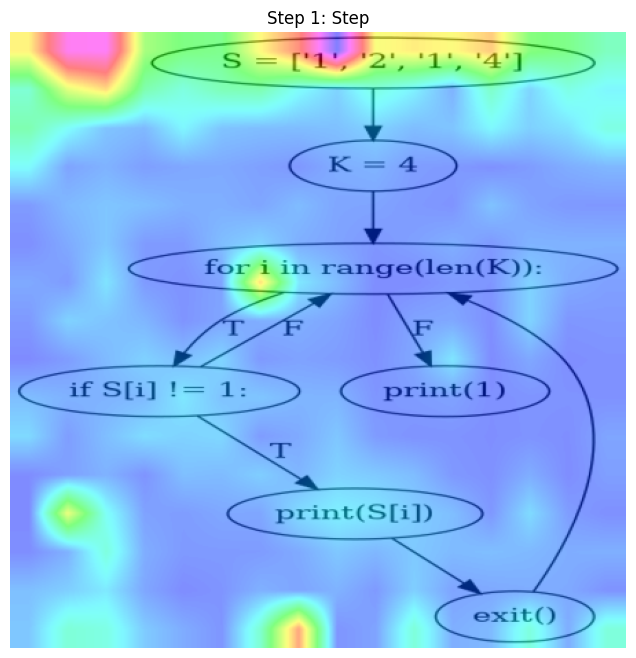 Step 1: Step
S = ['1', '2', '1', '4']
K = 4
for i in range(len(K)):
T
F
F
if S[i] != 1:
print(1)
T
print(S[i])
exit()